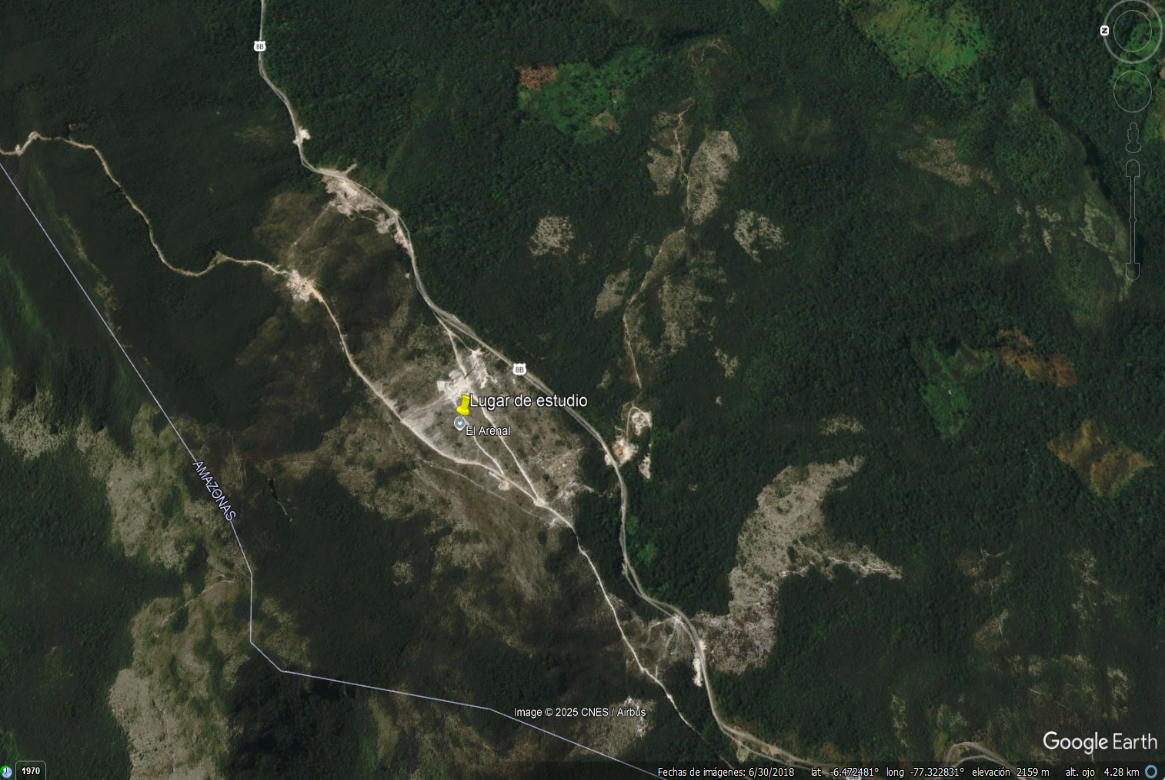 8B
N
8B
Lugar de estudio
El Arenal
AMAZONAS
Image © 2025 CNES / Airbus
Google Earth
1970
Fechas de imágenes: 6/30/2018 lat -6.472481° long -77.322831° elevación 2159 m alt. ojo 4.28 km